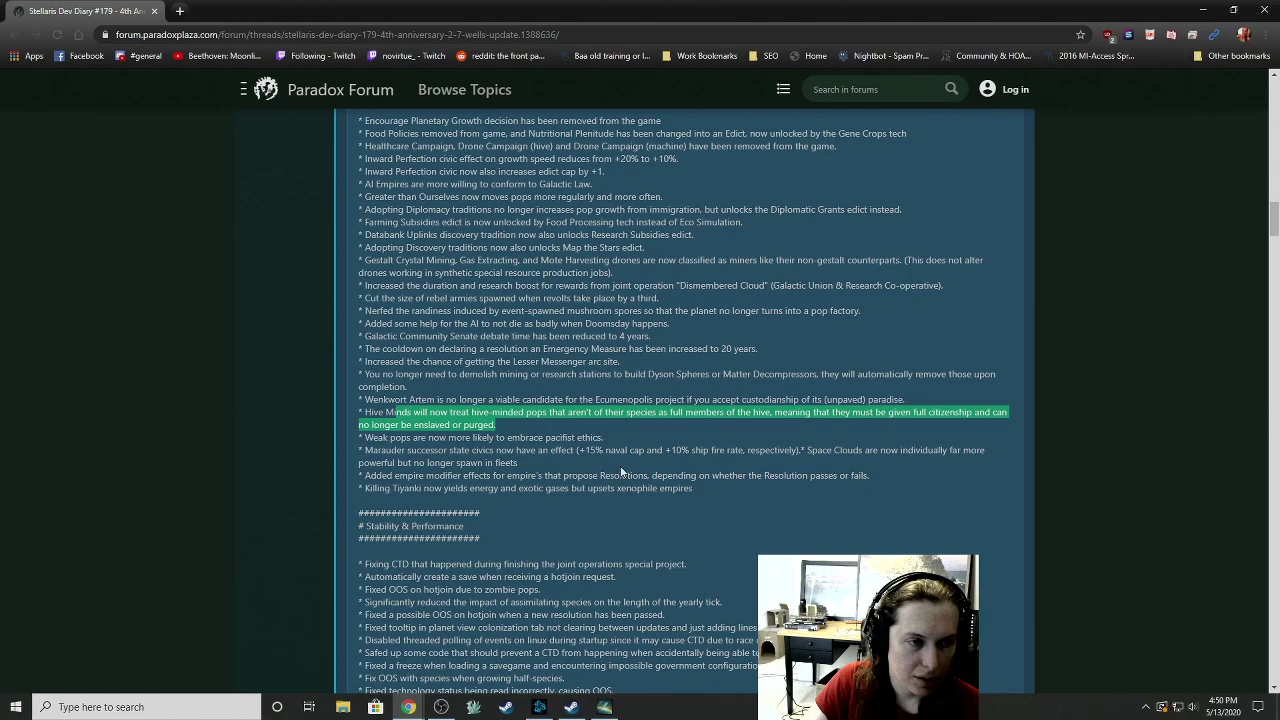 Stellaris Dev Diary #179 - 4th Ann
forum.paradoxplaza.com/forum/threads/stellaris-dev-diary-179-4th-anniversary-2-7-wells-update.1388636/
Apps Facebook #general Beethoven: Moonlig... Following - Twitch novirtue_ - Twitch reddit: the front pa... Baa'del turning or l... Work Bookmarks Home Novirtue - Spam Pr... Community & HOA... 2016 MI-Access Spr... Other bookmarks
Paradox Forum Browse Topics Search in forums Log in
* Encourage Planetary Growth decision has been removed from the game
* Food Policies removed from game, and Nutritional Plenitude has been changed into an Edict, now unlocked by the Gene Crops tech
* Healthcare Campaign, Drone Campaign (hive) and Drone Campaign (machine) have been removed from the game.
* Inward Perfection civic effect on growth speed reduces from +20% to +10%.
* Inward Perfection civic now also increases edict cap by +1.
* AI Empires are more willing to conform to Galactic Law.
* Greater than Ourselves now moves pops more regularly and more often.
* Adopting Diplomacy traditions no longer increases pop growth from immigration, but unlocks the Diplomatic Grants edict instead.
* Farming Subsidies edict is now unlocked by Food Processing tech instead of Eco Simulation.
* Databank Uplinks discovery tradition now also unlocks Research Subsidies edict.
* Adopting Discovery traditions now also unlocks Map the Stars edict.
* Gestalt Crystal Mining, Gas Extracting, and Mote Harvesting drones are now classified as miners like their non-gestalt counterparts. (This does not alter
drones working in synthetic special resource production jobs).
* Increased the duration and research boost for rewards from joint operation "Dismembered Cloud" (Galactic Union & Research Co-operative).
* Cut the size of rebel armies spawned when revolts take place by a third.
* Nerfed the randiness induced by event-spawned mushroom spores so that the planet no longer turns into a pop factory.
* Added some help for the AI to not die as badly when Doomsday happens.
* Galactic Community Senate debate time has been reduced to 4 years.
* The cooldown on declaring a resolution an Emergency Measure has been increased to 20 years.
* Increased the chance of getting the Lesser Messenger arc site.
* You no longer need to demolish mining or research stations to build Dyson Spheres or Matter Decompressors, they will automatically remove those upon
completion.
* Wenkwort Artem is no longer a viable candidate for the Ecumenopolis project if you accept custodianship of its (unpaved) paradise.
* Hive Minds will now treat hive-minded pops that aren't of their species as full members of the hive, meaning that they must be given full citizenship and can
no longer be enslaved or purged.
* Weak pops are now more likely to embrace pacifist ethics.
* Marauder successor state civics now have an effect (+15% naval cap and +10% ship fire rate, respectively).* Space Clouds are now individually far more
powerful but no longer spawn in fleets
* Added empire modifier effects for empire's that propose Resolutions, depending on whether the Resolution passes or fails.
* Killing Tiyanki now yields energy and exotic gases but upsets xenophile empires
######################
# Stability & Performance
######################
* Fixing CTD that happened during finishing the joint operations special project.
* Automatically create a save when receiving a hotjoin request.
* Fixed OOS on hotjoin due to zombie pops.
* Significantly reduced the impact of assimilating species on the length of the yearly tick.
* Fixed a possible OOS on hotjoin when a new resolution has been passed.
* Fixed tooltip in planet view colonization tab not clearing between updates and just adding lines
* Disabled threaded polling of events on linux during startup since it may cause CTD due to race
* Safed up some code that should prevent a CTD from happening when accidentally being able to
* Fixed a freeze when loading a savegame and encountering impossible government configuration
* Fix OOS with species when growing half-species.
* Fixed technology status being read incorrectly, causing OOS.
Type here to search
4:50 PM
5/13/2020